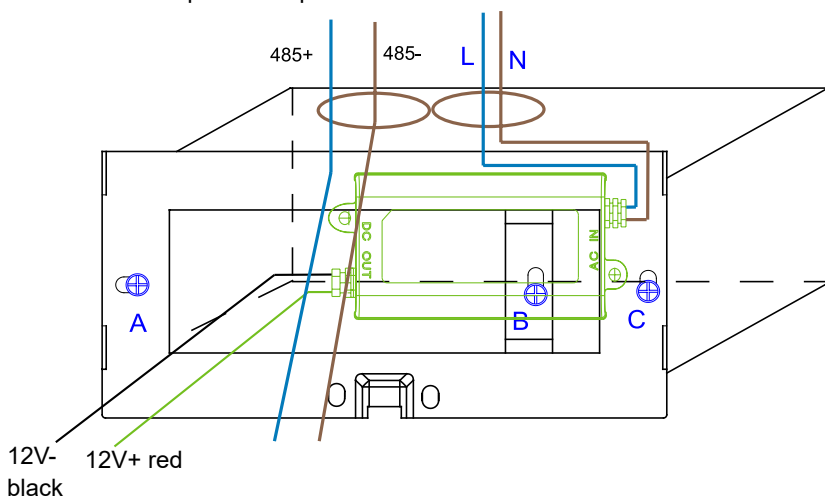 485+
485-
L
N
DC OUT
AC IN
A
B
C
12V-
black
12V+ red